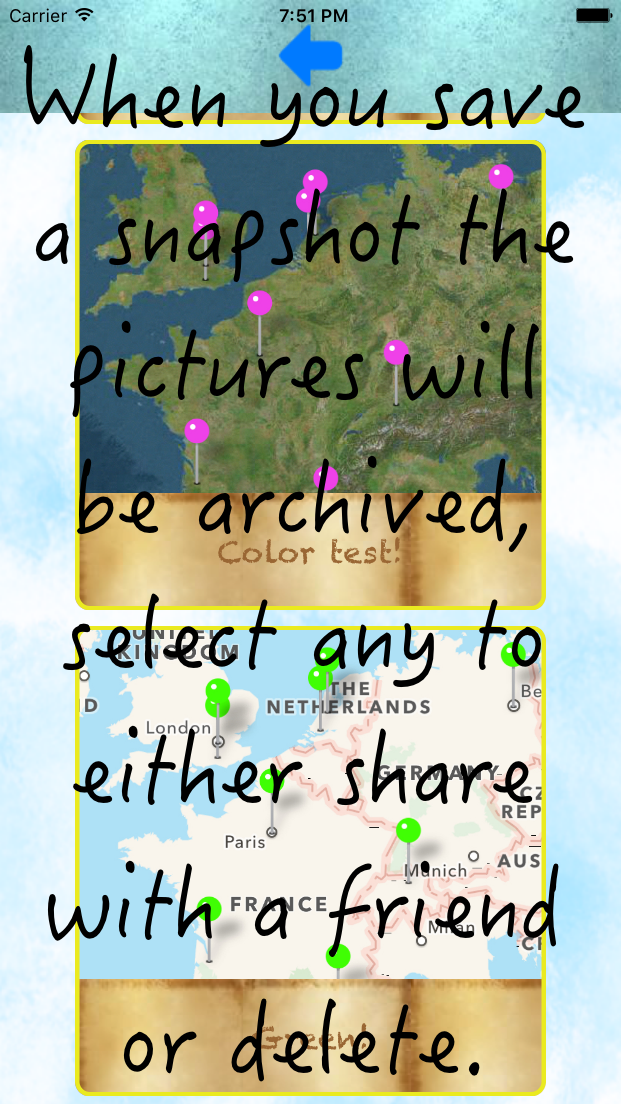 Carrier 7:51 PM
When you save
a snapshot the
pictures will
be archived,
Color test!
select any to
UNITED
KINGDOM
THE
NETHERLANDS
D
Be
London
either share
GERMANY
CZ
REP
Paris
AUS
Munich
with a friend
FRANCE
Milan
CR
Green!
or delete.